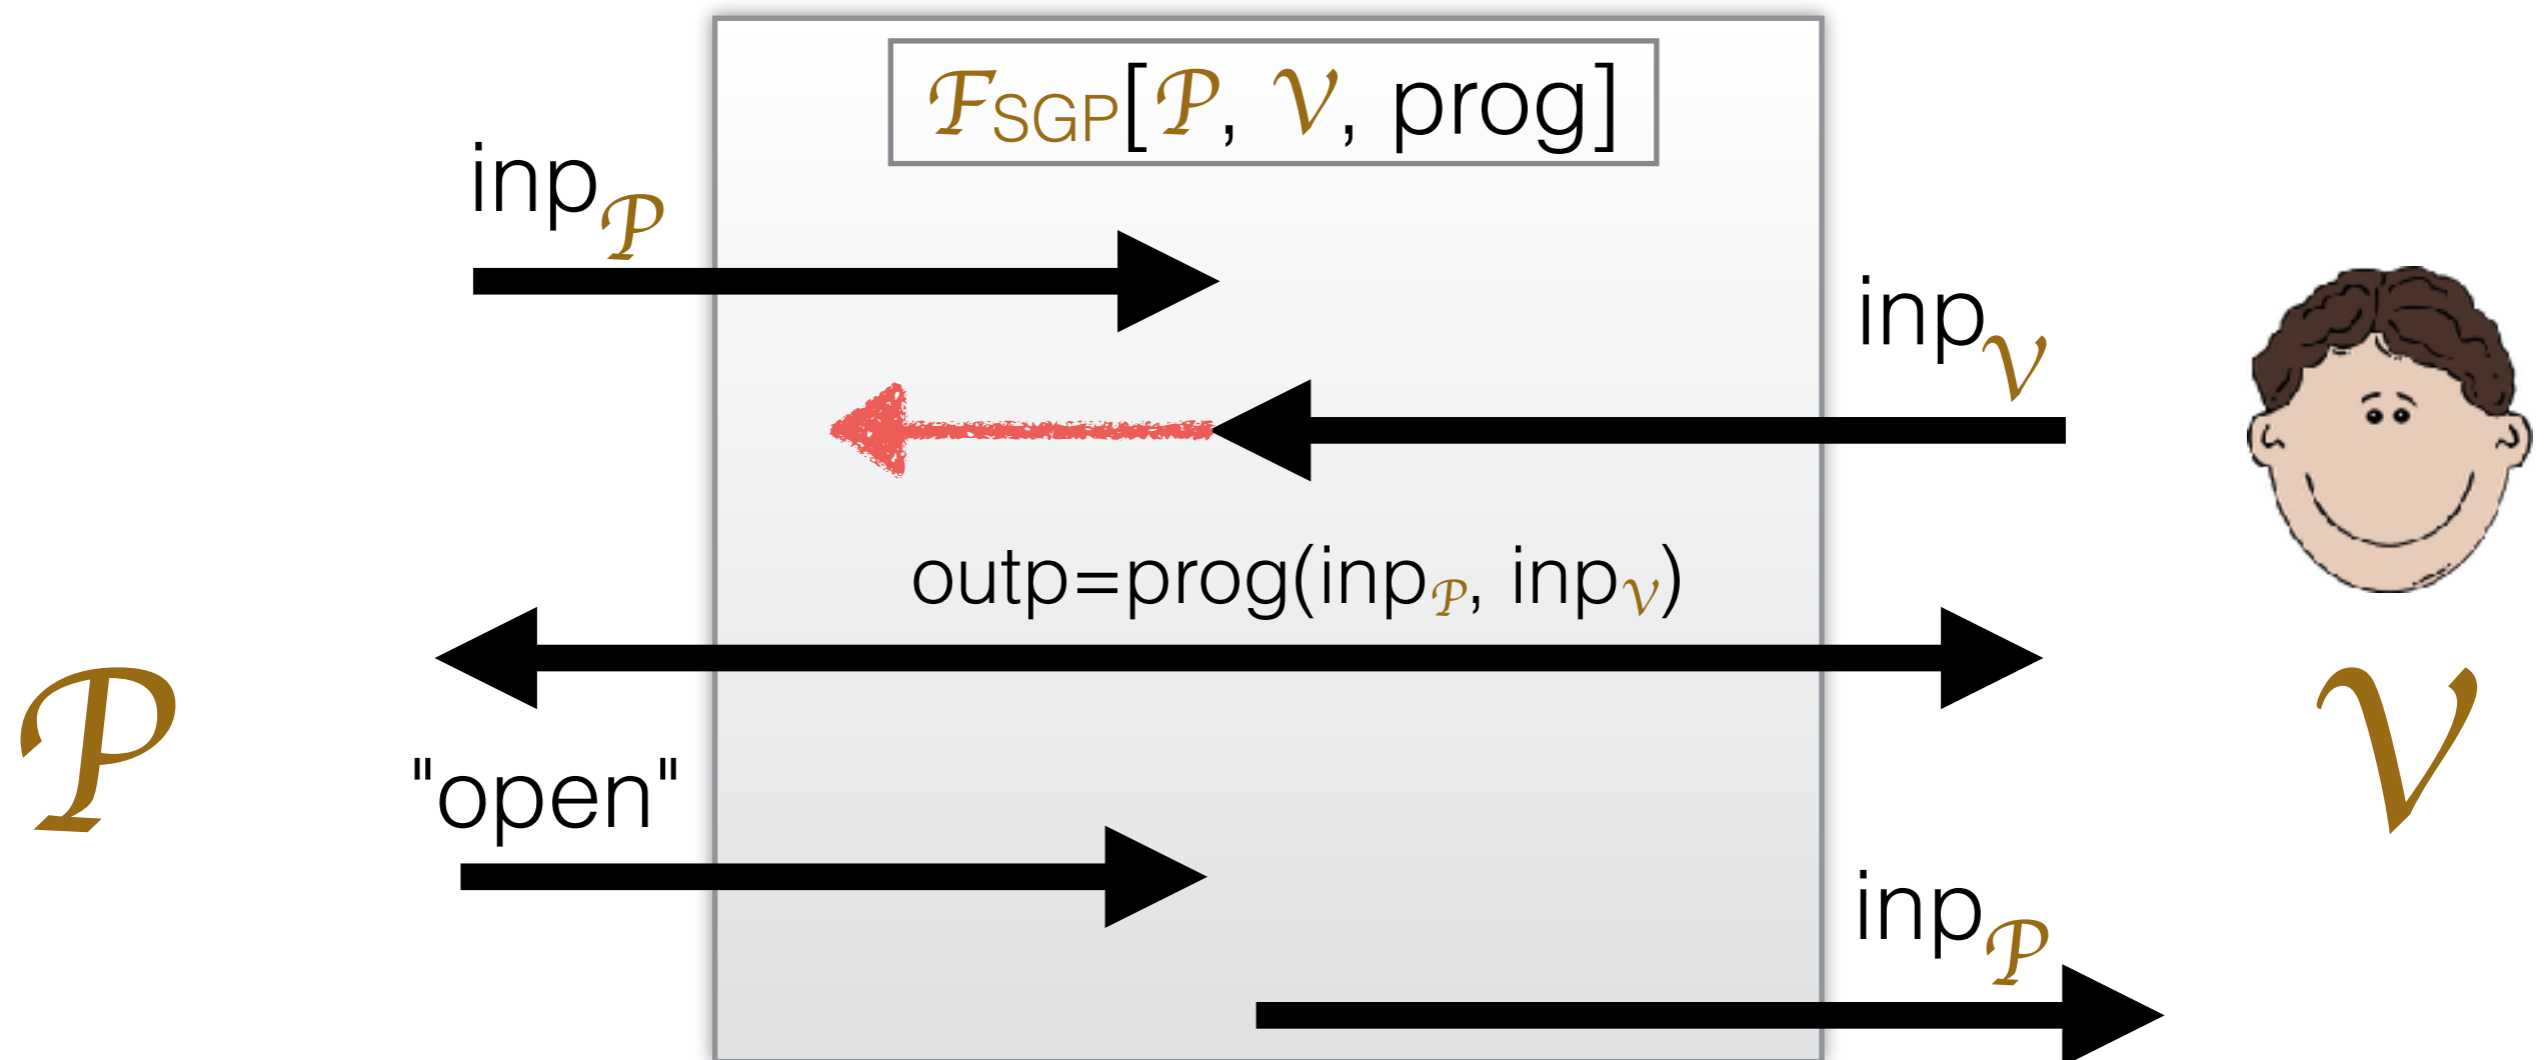 𝓕SGP[𝓟, 𝓥, prog]
inp𝓟
inp𝓥
outp=prog(inp𝓟, inp𝓥)
𝓟
𝓥
"open"
inp𝓟